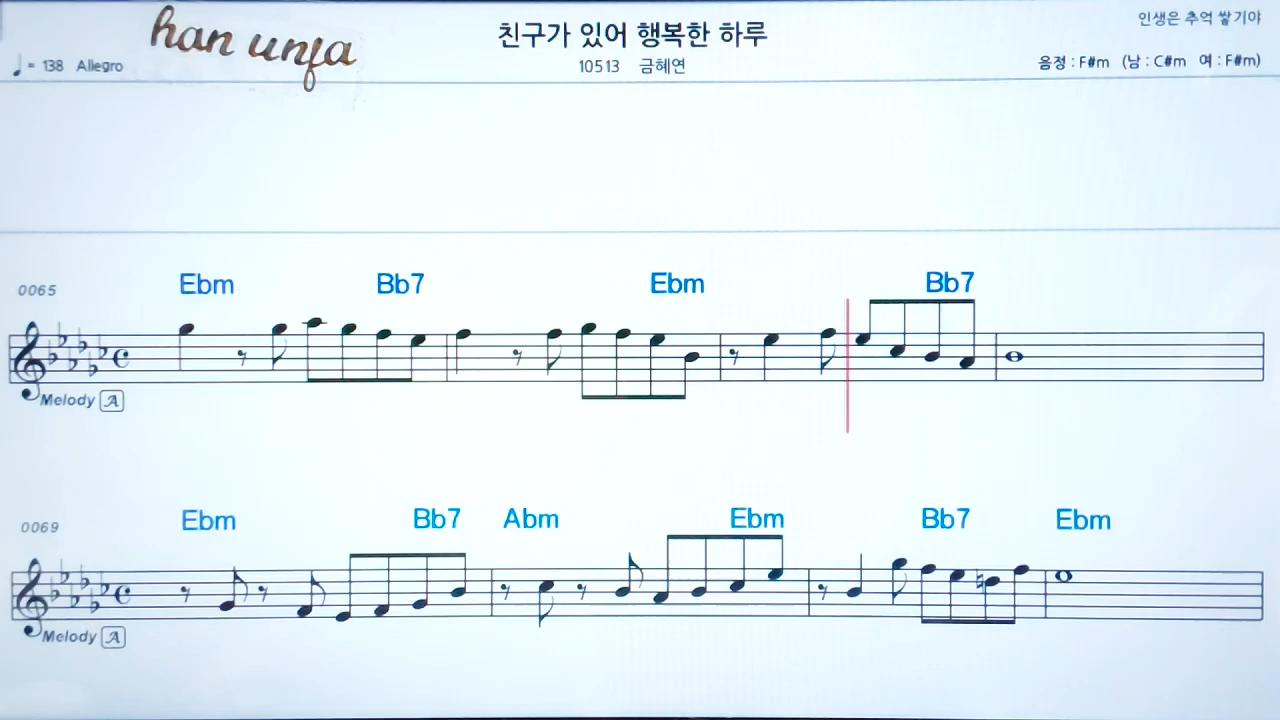 han unfa
친구가 있어 행복한 하루
인생은 추억 쌓기야
♩= 138 Allegro
10513 금혜연
음정 : F#m (남 : C#m 여 : F#m)
0065
Ebm Bb7 Ebm Bb7
Melody A
0069
Ebm Bb7 Abm Ebm Bb7 Ebm
Melody A